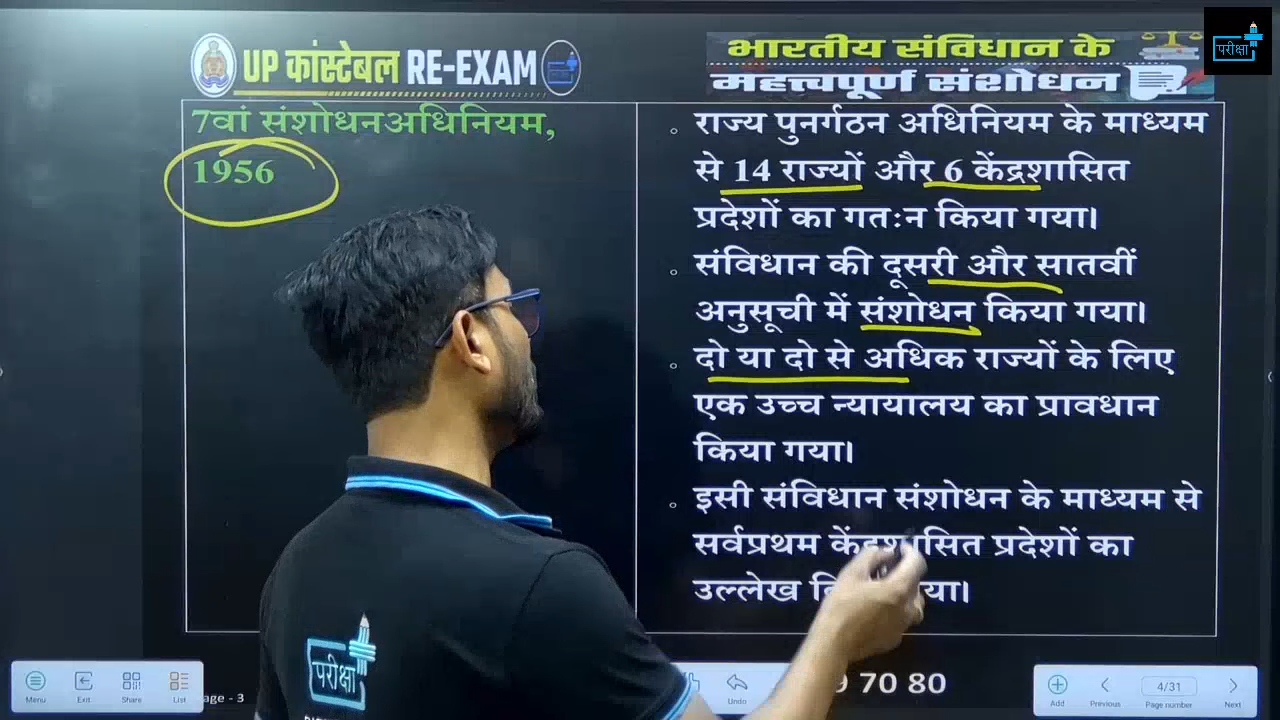 UP कांस्टेबल RE-EXAM
भारतीय संविधान के
महत्त्वपूर्ण संशोधन
परीक्षा
7वां संशोधनअधिनियम,
1956
राज्य पुनर्गठन अधिनियम के माध्यम
से 14 राज्यों और 6 केंद्रशासित
प्रदेशों का गतःन किया गया।
संविधान की दूसरी और सातवीं
अनुसूची में संशोधन किया गया।
दो या दो से अधिक राज्यों के लिए
एक उच्च न्यायालय का प्रावधान
किया गया।
इसी संविधान संशोधन के माध्यम से
सर्वप्रथम केंद्रशासित प्रदेशों का
उल्लेख
परीक्षा
Menu
Exit
Share
List
- 3
Undo
70 80
Add
Previous
4/31
Page number
Next